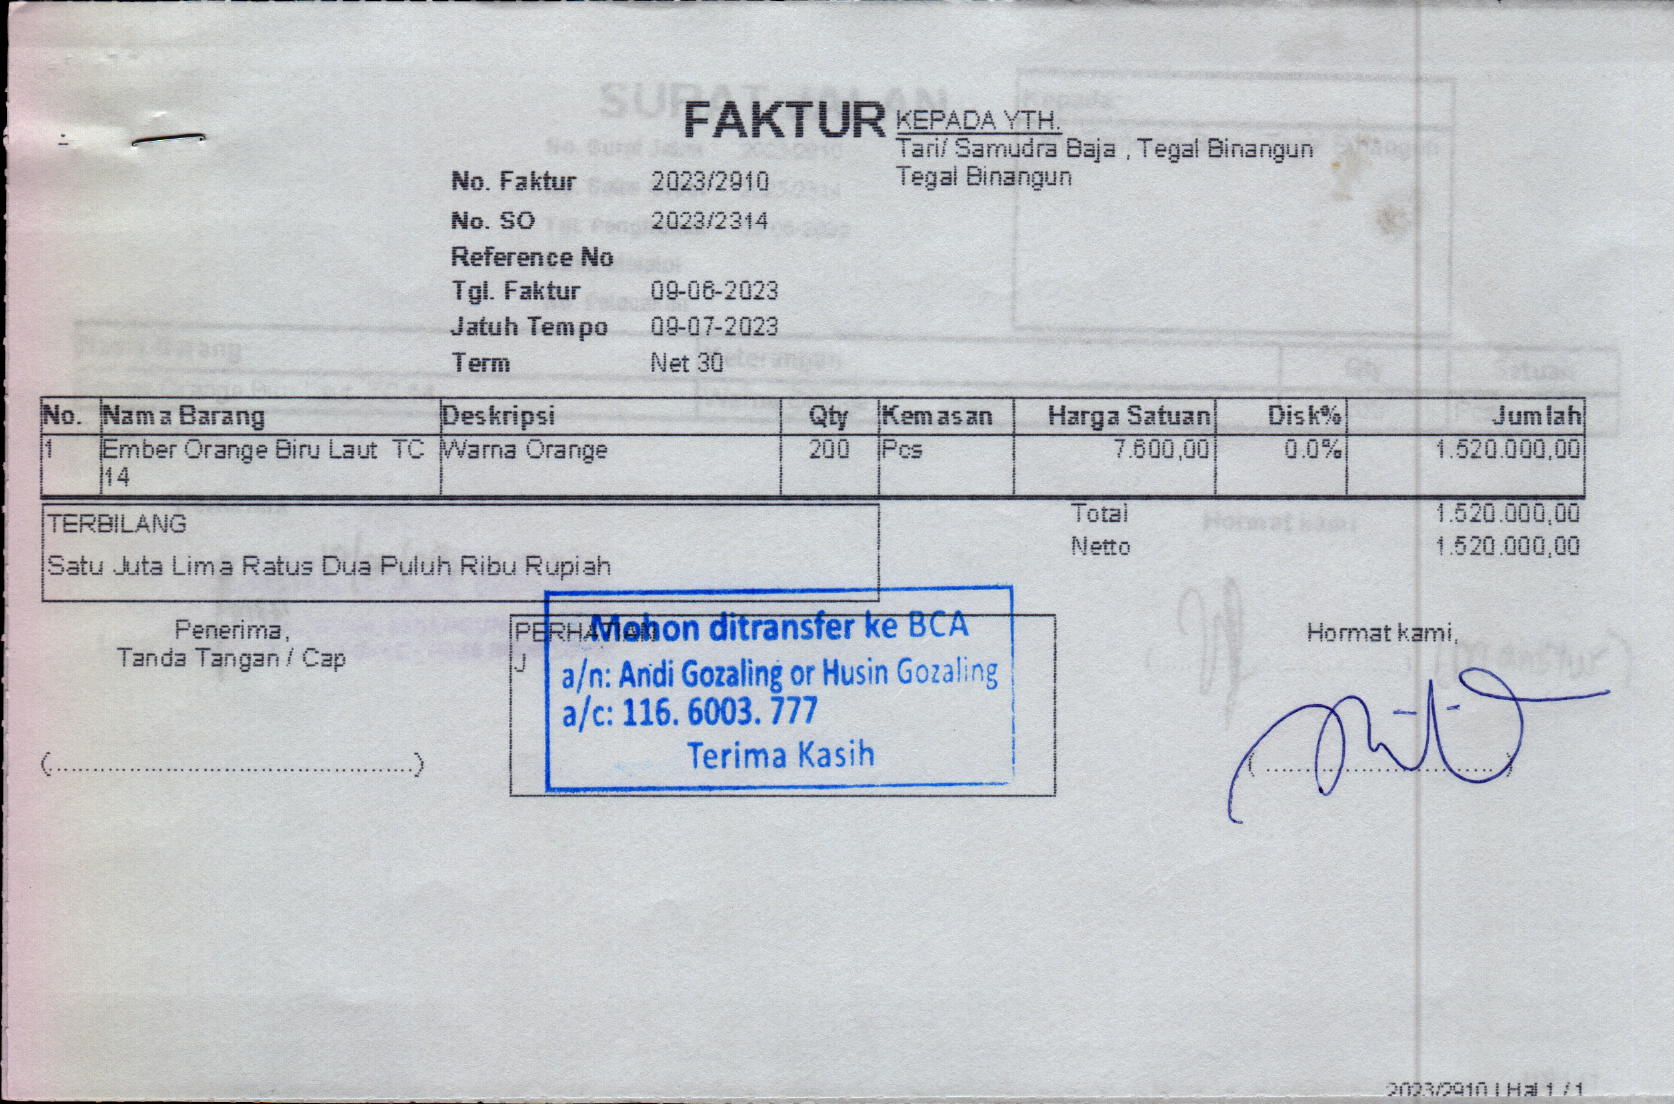 FAKTUR
KEPADA YTH.
Tari/ Samudra Baja , Tegal Binangun
Tegal Binangun
No. Faktur 2023/2910
No. SO 2023/2314
Reference No
Tgl. Faktur 09-06-2023
Jatuh Tempo 09-07-2023
Term Net 30
No. Nama Barang Deskripsi Qty Kemasan Harga Satuan Disk% Jumlah
1 Ember Orange Biru Laut TC Warna Orange 200 Pcs 7.600,00 0.0% 1.520.000,00
14
Total 1.520.000,00
Netto 1.520.000,00
TERBILANG
Satu Juta Lima Ratus Dua Puluh Ribu Rupiah
Penerima,
Tanda Tangan / Cap
(..............................................)
PERHATIAN
J
Mohon ditransfer ke BCA
a/n: Andi Gozaling or Husin Gozaling
a/c: 116. 6003. 777
Terima Kasih
Hormat kami,
(................................)
2023/2910 | Hal 1 / 1